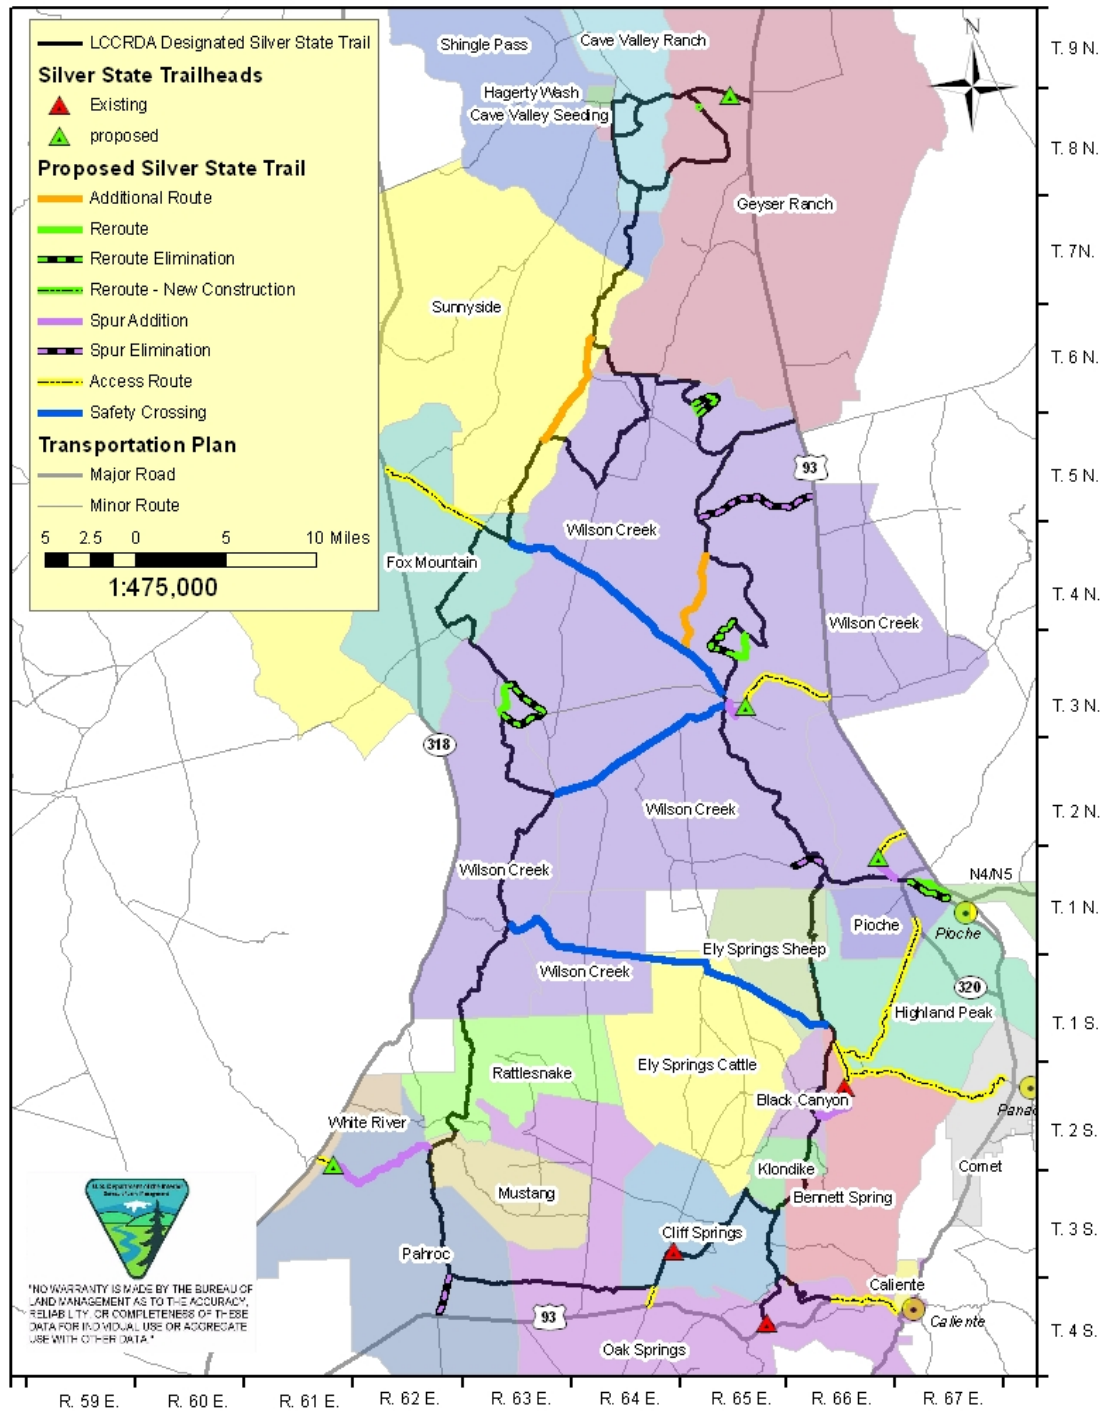 LCCRDA Designated Silver State Trail
Silver State Trailheads
Existing
proposed
Proposed Silver State Trail
Additional Route
Reroute
Reroute Elimination
Reroute - New Construction
Spur Addition
Spur Elimination
Access Route
Safety Crossing
Transportation Plan
Major Road
Minor Route
5 2.5 0 5 10 Miles
1:475,000
N
Shingle Pass
Cave Valley Ranch
Hagerty Wash
Cave Valley Seeding
Geyser Ranch
Sunnyside
93
Wilson Creek
Fox Mountain
Wilson Creek
318
Wilson Creek
Wilson Creek
N4/N5
Pioche
Pioche
Ely Springs Sheep
Wilson Creek
320
Highland Peak
Ely Springs Cattle
Rattlesnake
Black Canyon
Panac
White River
Klondike
Comet
Mustang
Bennett Spring
Cliff Springs
Pahroc
Caliente
Caliente
93
Oak Springs
T. 9 N.
T. 8 N.
T. 7N.
T. 6 N.
T. 5 N.
T. 4 N.
T. 3 N.
T. 2 N.
T. 1 N.
T. 1 S.
T. 2 S.
T. 3 S.
T. 4 S.
"NO WARRANTY IS MADE BY THE BUREAU OF
LAND MANAGEMENT AS TO THE ACCURACY,
RELIABILITY, OR COMPLETENESS OF THESE
DATA FOR INDIVIDUAL USE OR AGGREGATE
USE WITH OTHER DATA."
R. 59 E. R. 60 E. R. 61 E. R. 62 E. R. 63 E. R. 64 E. R. 65 E. R. 66 E. R. 67 E.